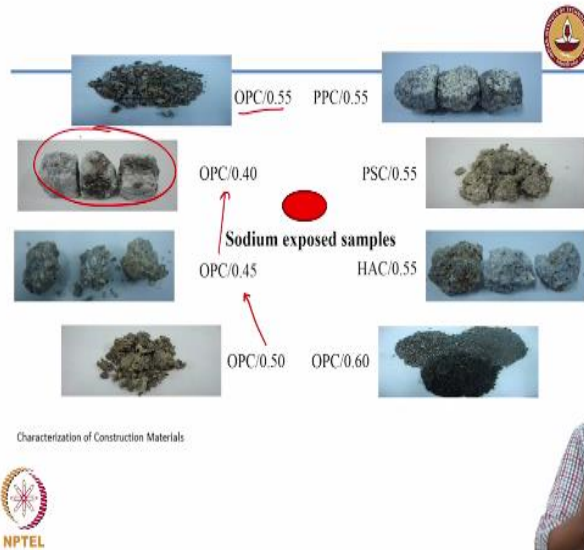 OPC/0.55 PPC/0.55
OPC/0.40 PSC/0.55
Sodium exposed samples
OPC/0.45 HAC/0.55
OPC/0.50 OPC/0.60
Characterization of Construction Materials
NPTEL